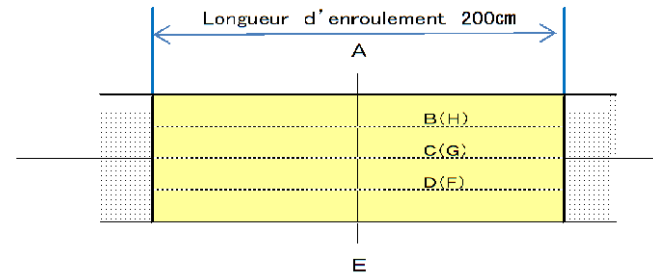 Longueur d'enroulement 200cm
A
B(H)
C(G)
D(F)
E